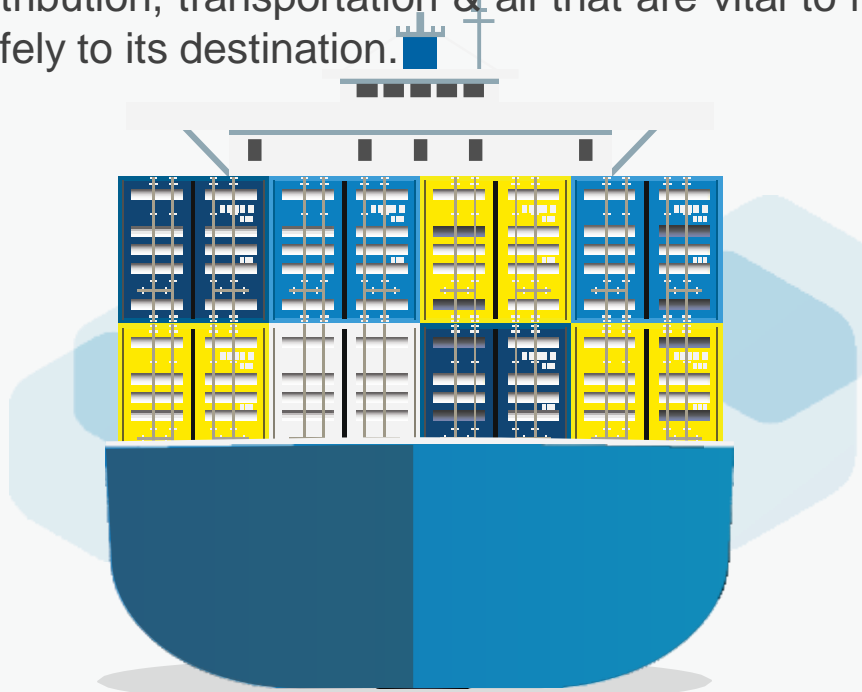 tribution, transportation & all that are vital to
fely to its destination.